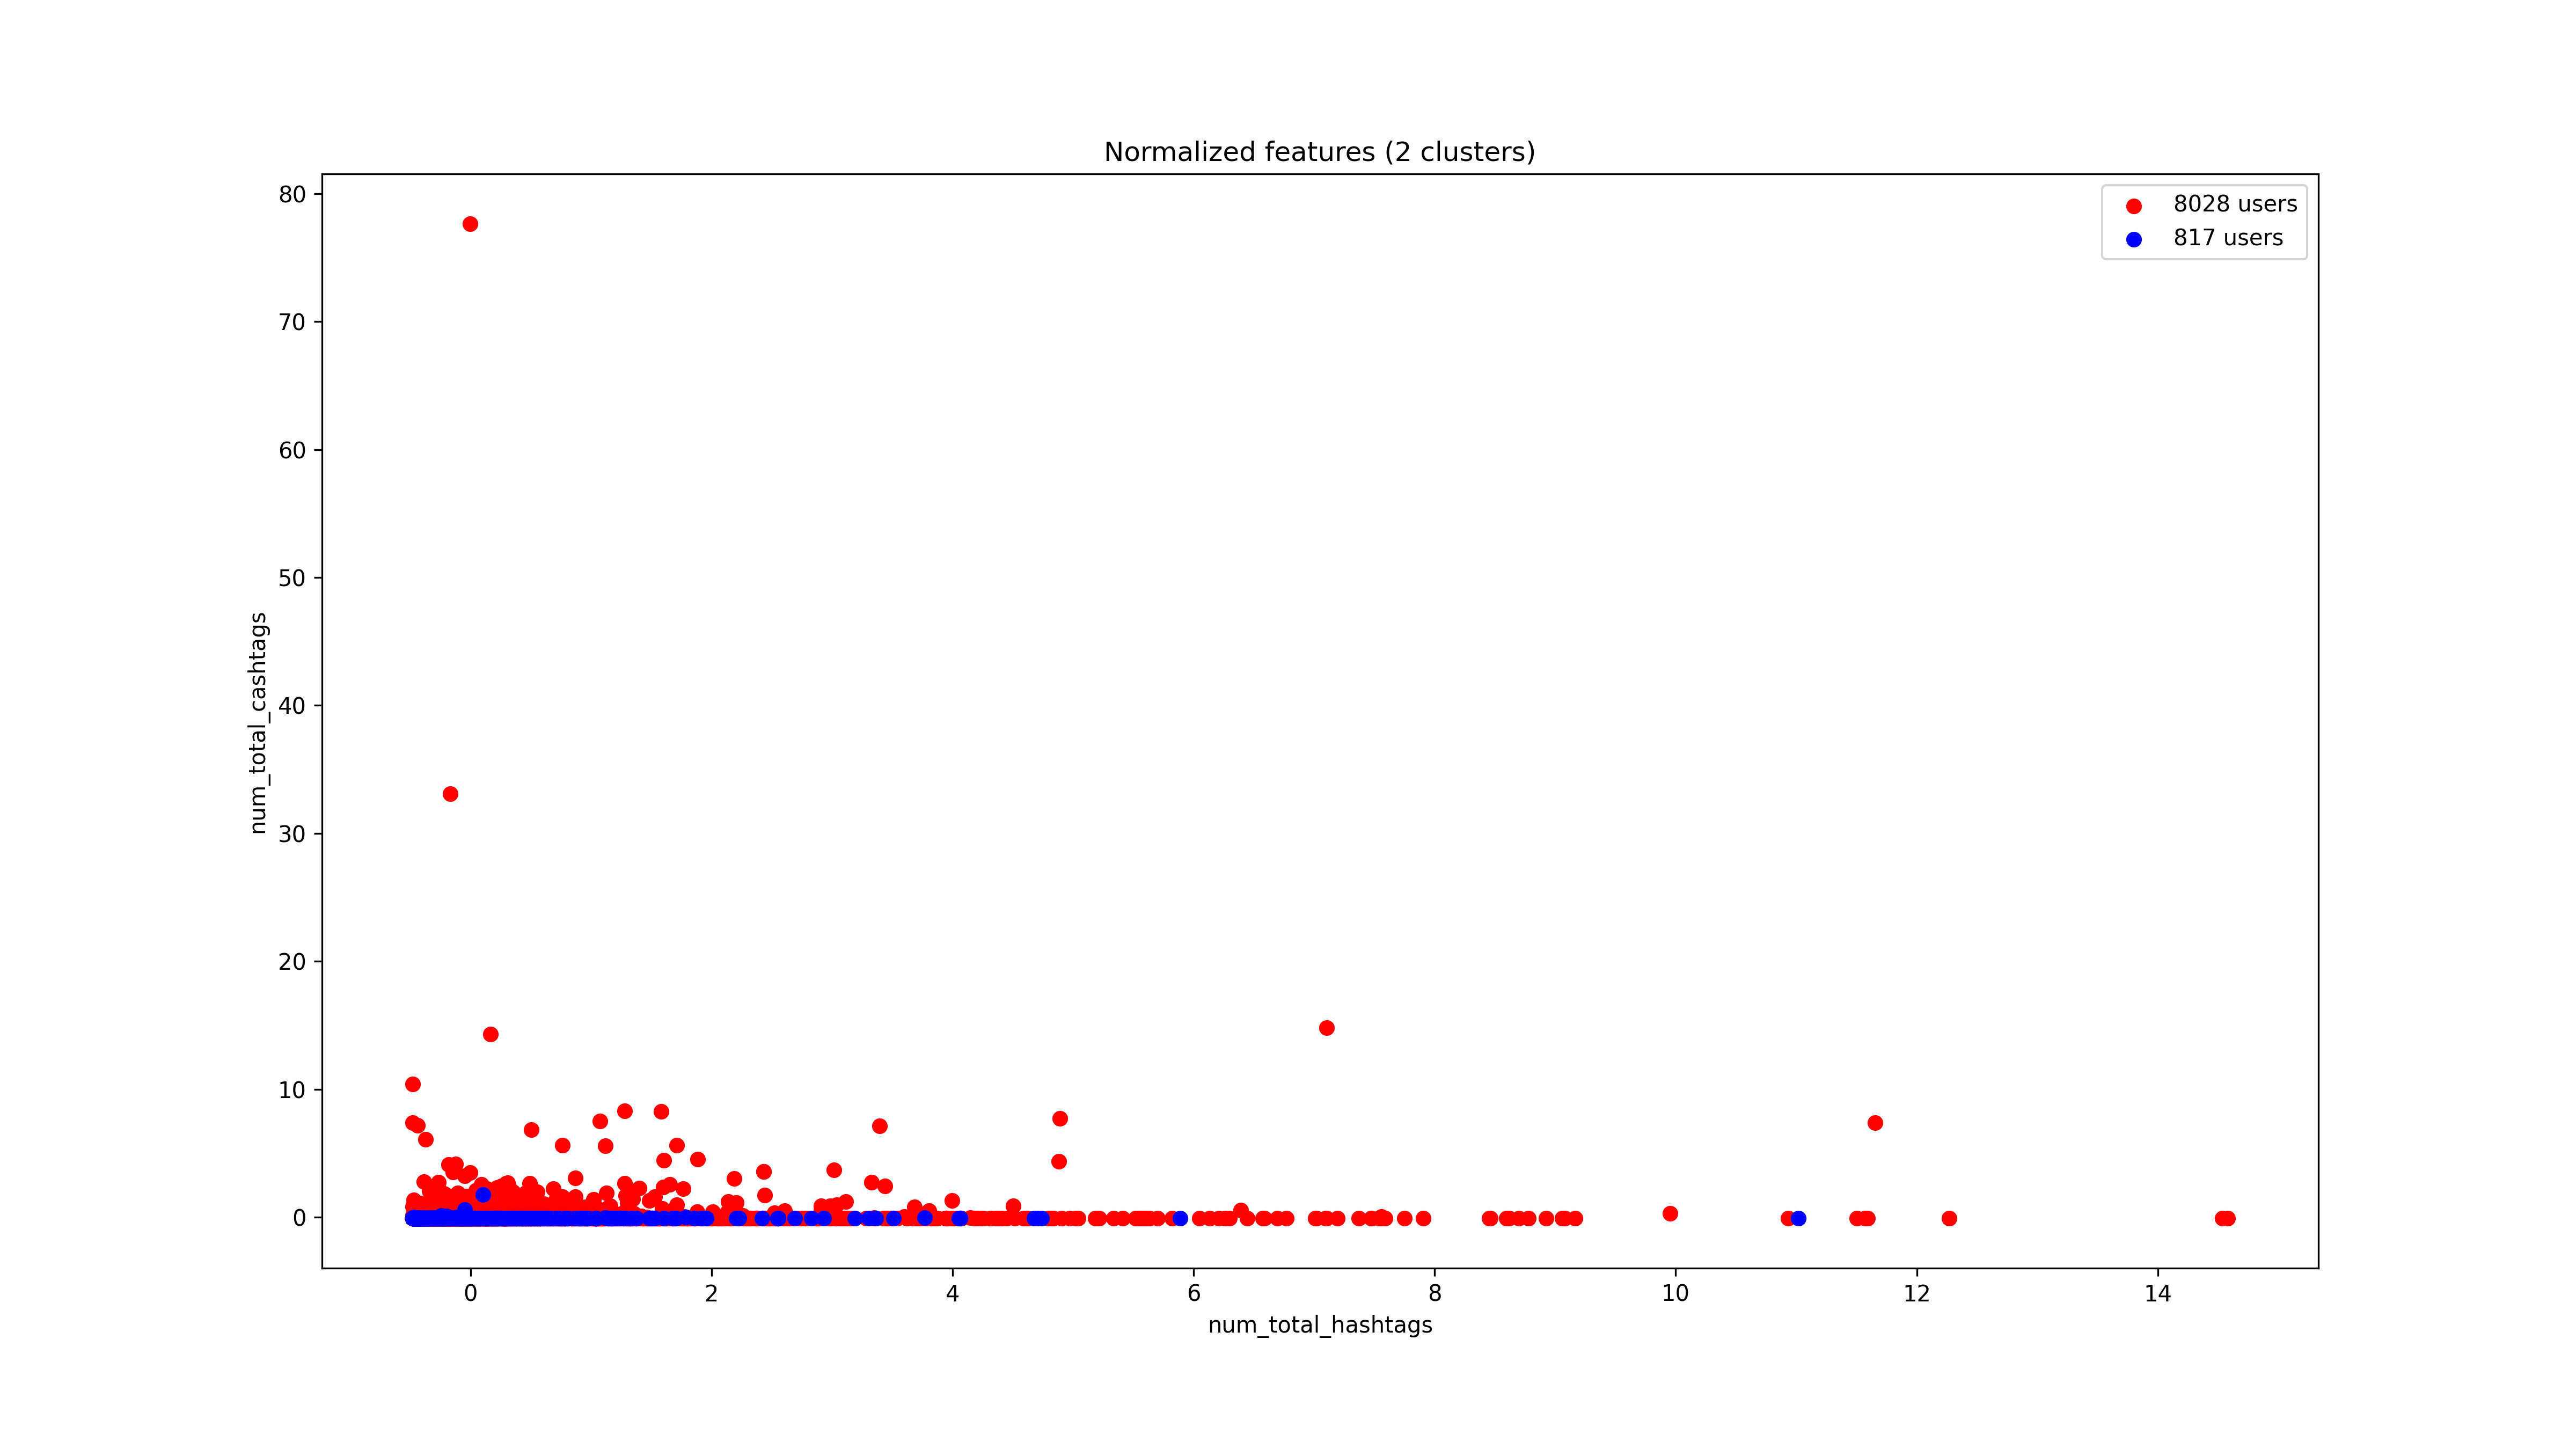 Normalized features (2 clusters)
8028 users
817 users
80
70
60
50
40
30
20
10
0
num_total_cashtags
0 2 4 6 8 10 12 14
num_total_hashtags